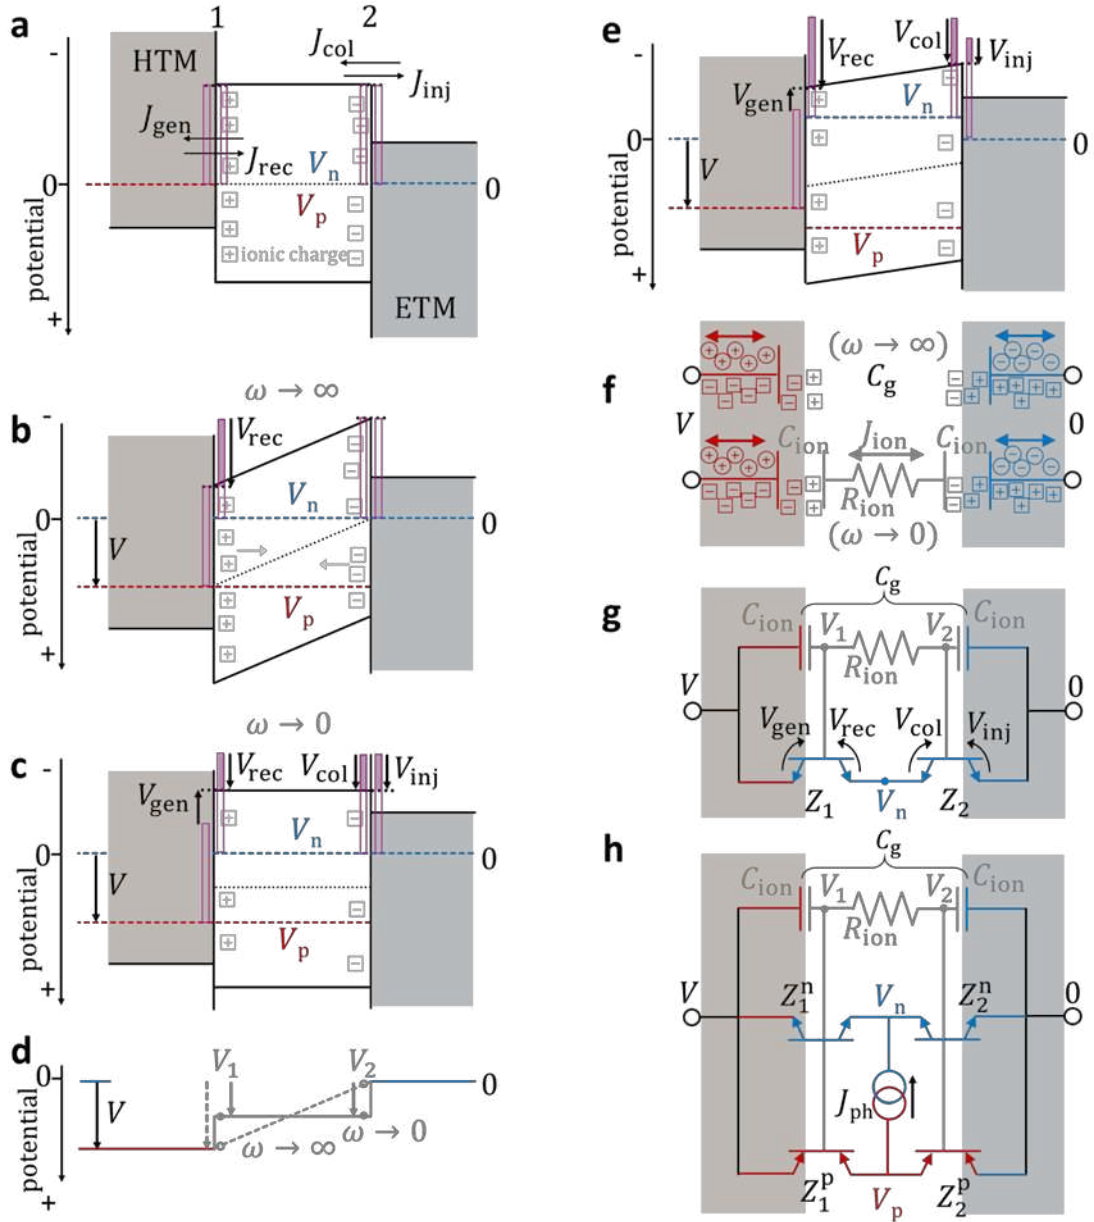 a
1
2
-
HTM
J_col
J_inj
J_gen
J_rec
V_n
0
0
V_p
potential
ionic charge
ETM
+
ω → ∞
b
-
V_rec
V_n
0
0
V
V_p
potential
+
ω → 0
c
-
V_rec
V_col
V_inj
V_gen
V_n
0
0
V
V_p
potential
+
d
0
V_1
V_2
0
V
ω → ∞
ω → 0
potential
+
e
-
V_rec
V_col
V_inj
V_gen
V_n
0
0
V
V_p
potential
+
f
(ω → ∞)
C_g
V
0
C_ion
J_ion
C_ion
R_ion
(ω → 0)
g
C_g
C_ion
V_1
V_2
C_ion
R_ion
V
0
V_gen
V_rec
V_col
V_inj
Z_1
V_n
Z_2
h
C_g
C_ion
V_1
V_2
C_ion
R_ion
V
Z_1^n
V_n
Z_2^n
0
J_ph
Z_1^p
V_p
Z_2^p